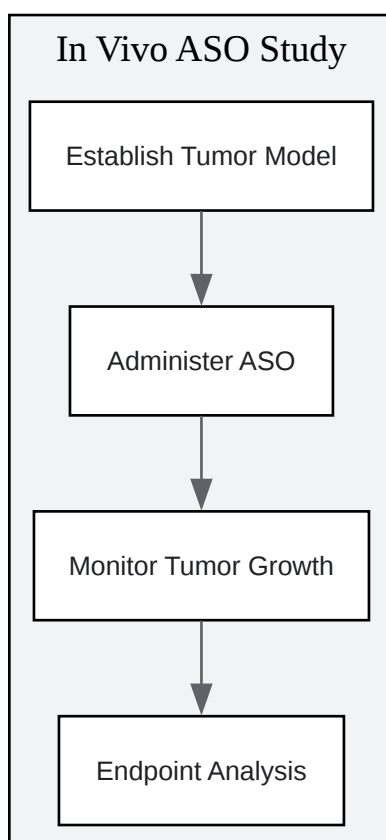 In Vivo ASO Study
Establish Tumor Model
Administer ASO
Monitor Tumor Growth
Endpoint Analysis